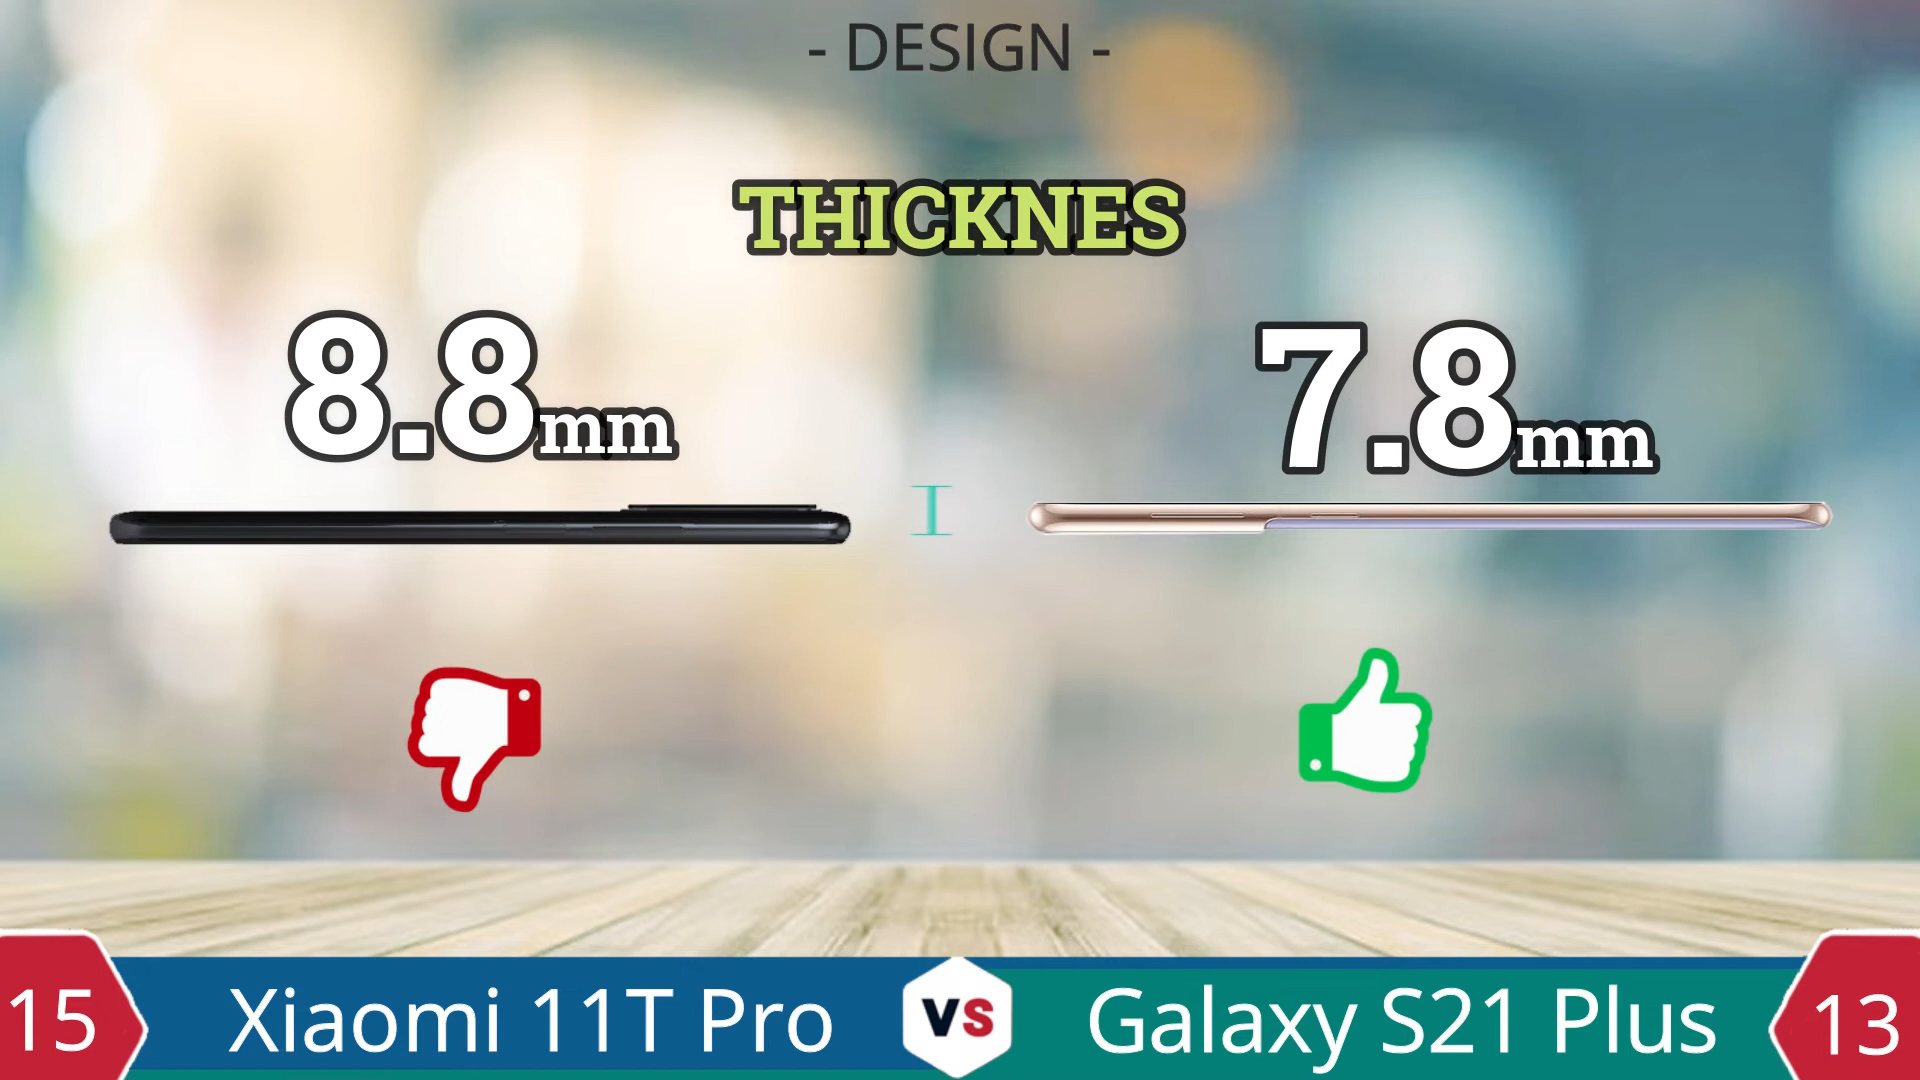 - DESIGN -
THICKNES
8.8mm
7.8mm
15 Xiaomi 11T Pro VS Galaxy S21 Plus 13